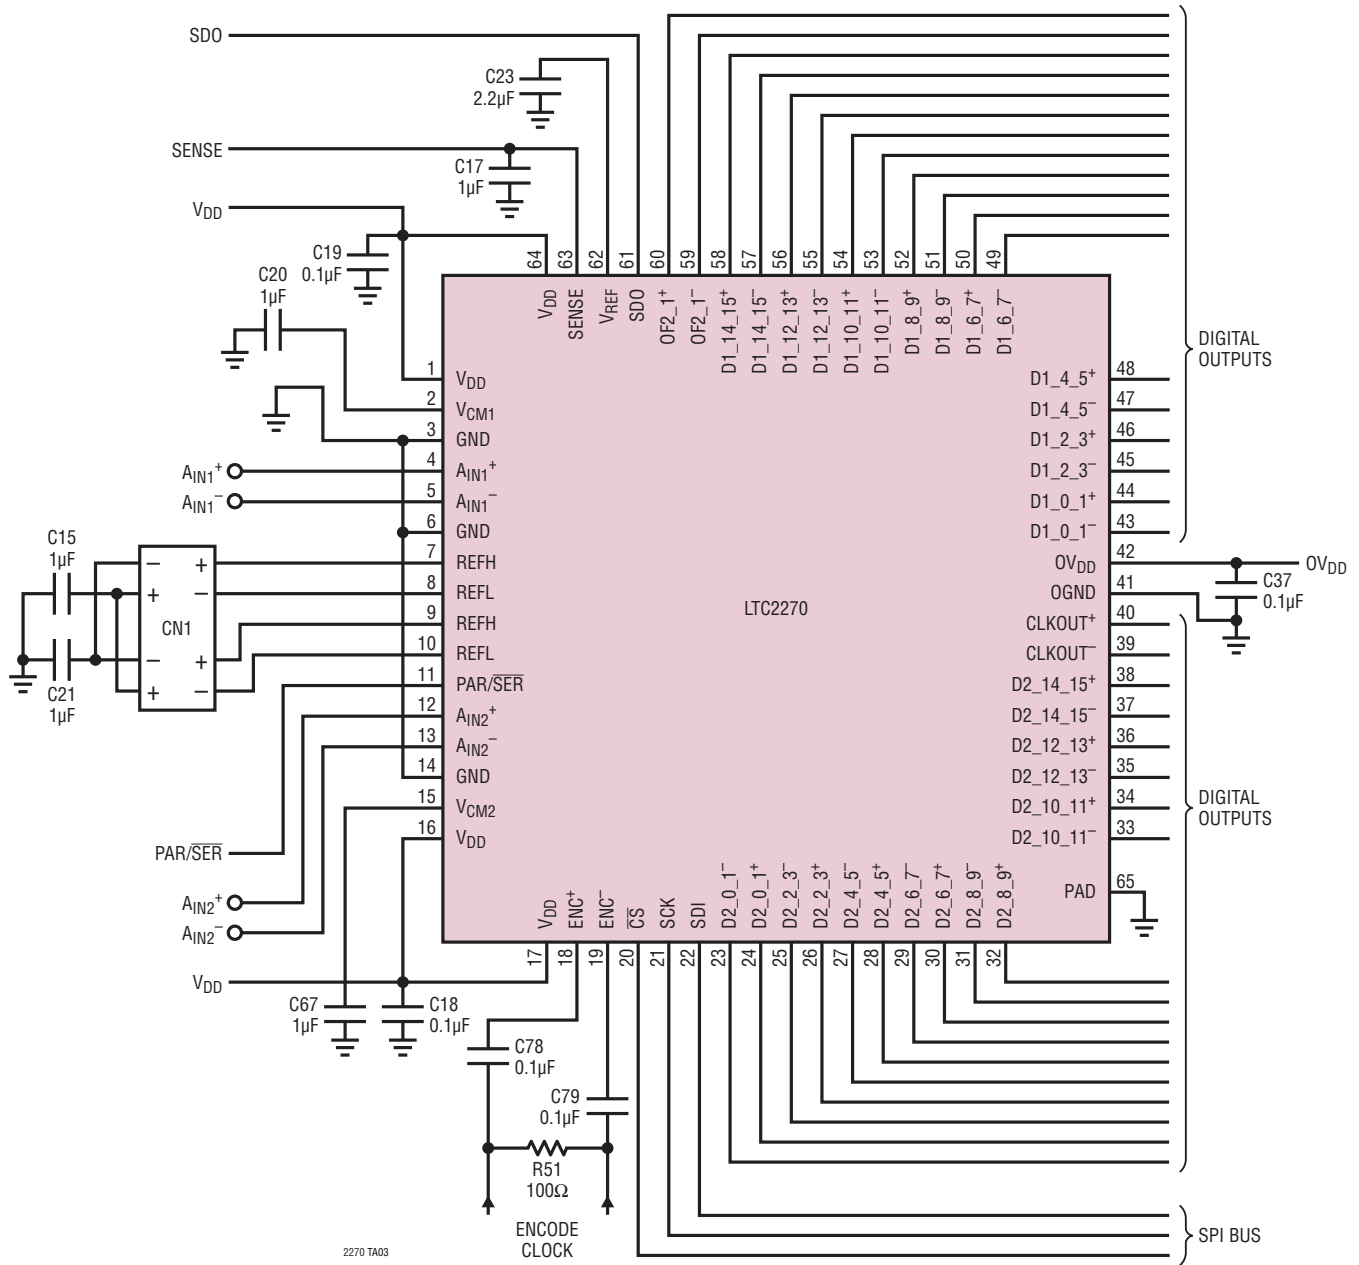 SDO
C23
2.2µF
SENSE
C17
1µF
VDD
C19
0.1µF
C20
1µF
64
63
62
61
60
59
58
57
56
55
54
53
52
51
50
49
VDD
SENSE
VREF
SDO
OF2_1+
OF2_1–
D1_14_15+
D1_14_15–
D1_12_13+
D1_12_13–
D1_10_11+
D1_10_11–
D1_8_9+
D1_8_9–
D1_6_7+
D1_6_7–
DIGITAL
OUTPUTS
1 VDD
2 VCM1
3 GND
AIN1+ 4 AIN1+
AIN1– 5 AIN1–
6 GND
7 REFH
8 REFL
9 REFH
10 REFL
11 PAR/SER
12 AIN2+
13 AIN2–
14 GND
15 VCM2
16 VDD
C15
1µF
– +
+ –
CN1
– +
+ –
C21
1µF
LTC2270
D1_4_5+ 48
D1_4_5– 47
D1_2_3+ 46
D1_2_3– 45
D1_0_1+ 44
D1_0_1– 43
OVDD 42 OVDD
OGND 41
C37
0.1µF
CLKOUT+ 40
CLKOUT– 39
D2_14_15+ 38
D2_14_15– 37
D2_12_13+ 36
D2_12_13– 35
D2_10_11+ 34
D2_10_11– 33
PAD 65
DIGITAL
OUTPUTS
PAR/SER
AIN2+
AIN2–
VDD
VDD
ENC+
ENC–
CS
SCK
SDI
D2_0_1–
D2_0_1+
D2_2_3–
D2_2_3+
D2_4_5–
D2_4_5+
D2_6_7–
D2_6_7+
D2_8_9–
D2_8_9+
17
18
19
20
21
22
23
24
25
26
27
28
29
30
31
32
C67
1µF
C18
0.1µF
C78
0.1µF
C79
0.1µF
R51
100Ω
ENCODE
CLOCK
SPI BUS
2270 TA03